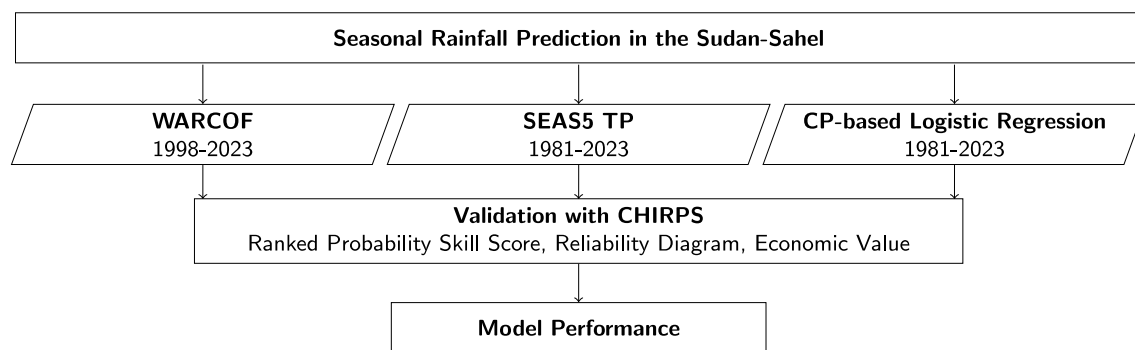 Seasonal Rainfall Prediction in the Sudan-Sahel
WARCOF
1998-2023
SEAS5 TP
1981-2023
CP-based Logistic Regression
1981-2023
Validation with CHIRPS
Ranked Probability Skill Score, Reliability Diagram, Economic Value
Model Performance